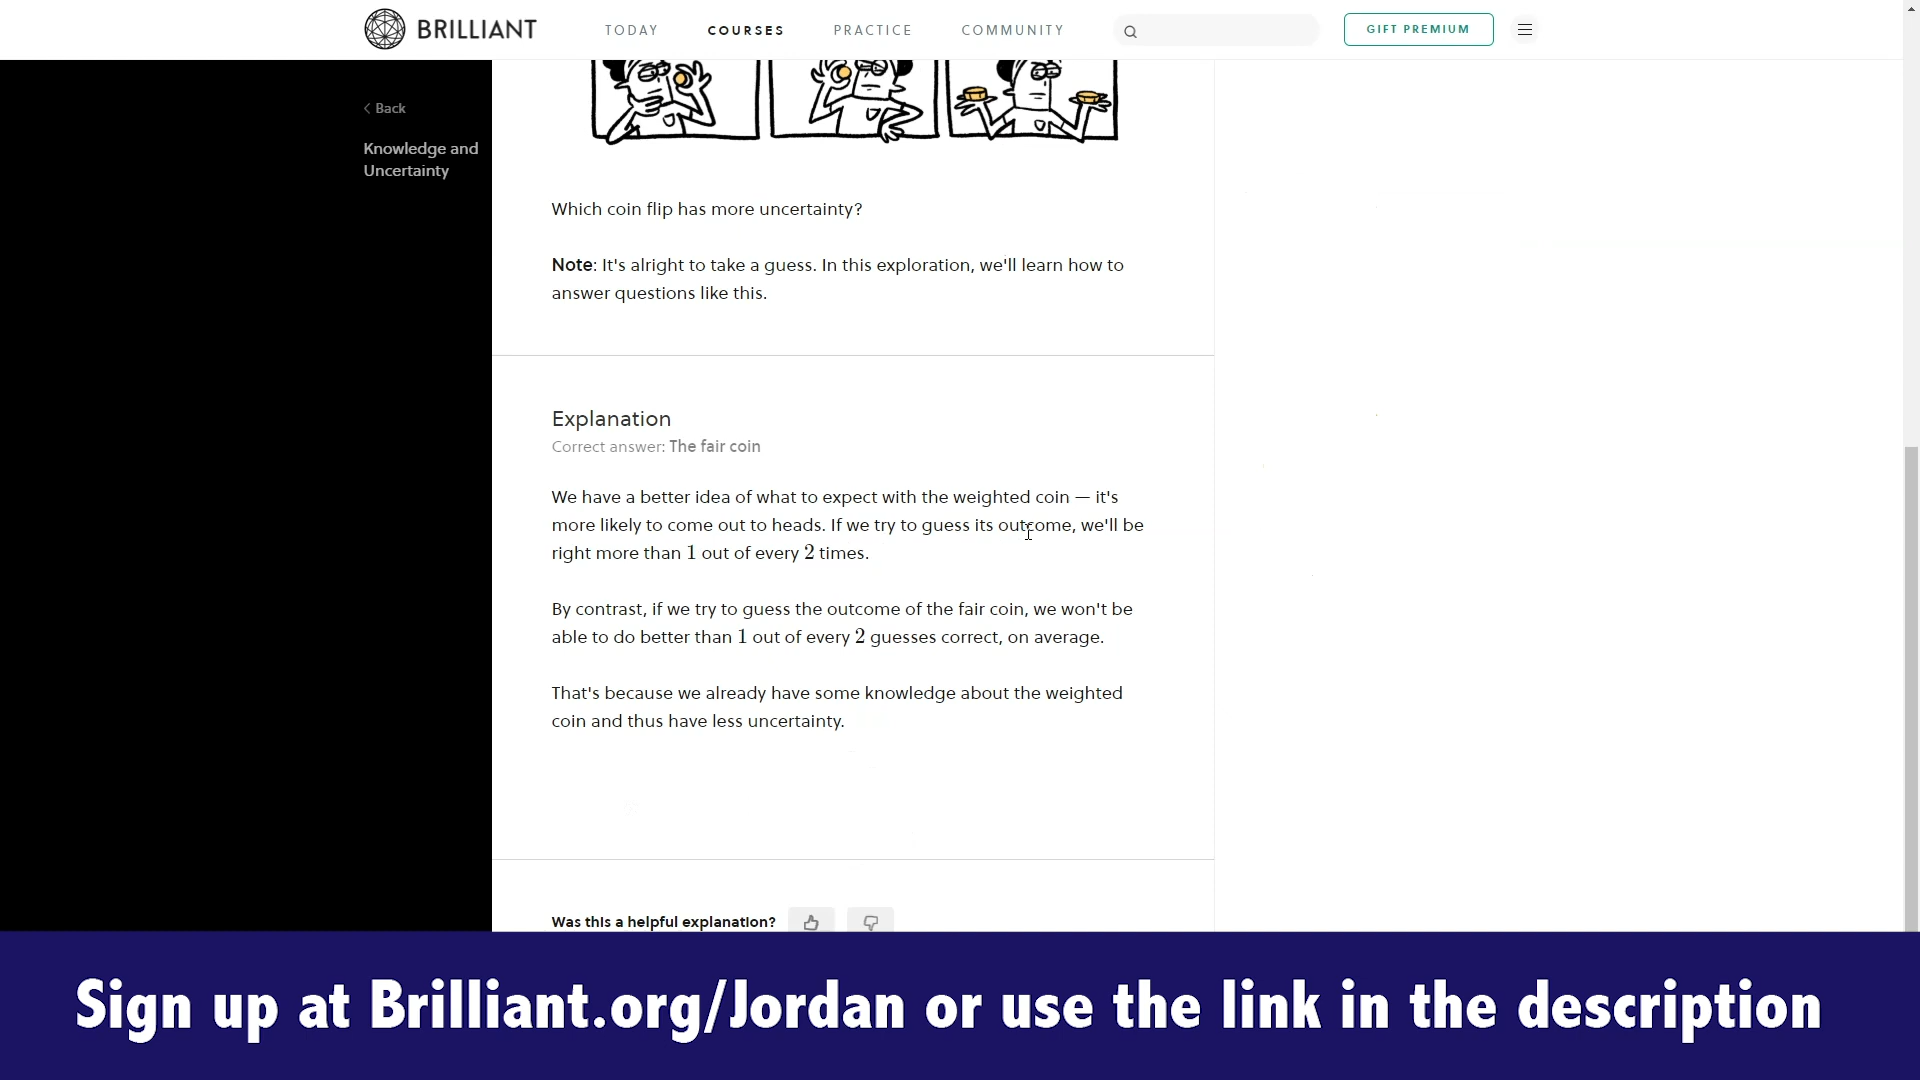 BRILLIANT
TODAY
COURSES
PRACTICE
COMMUNITY
GIFT PREMIUM
Back
Knowledge and
Uncertainty
Which coin flip has more uncertainty?
Note: It's alright to take a guess. In this exploration, we'll learn how to
answer questions like this.
Explanation
Correct answer: The fair coin
We have a better idea of what to expect with the weighted coin — it's
more likely to come out to heads. If we try to guess its outcome, we'll be
right more than 1 out of every 2 times.
By contrast, if we try to guess the outcome of the fair coin, we won't be
able to do better than 1 out of every 2 guesses correct, on average.
That's because we already have some knowledge about the weighted
coin and thus have less uncertainty.
Was this a helpful explanation?
Sign up at Brilliant.org/Jordan or use the link in the description